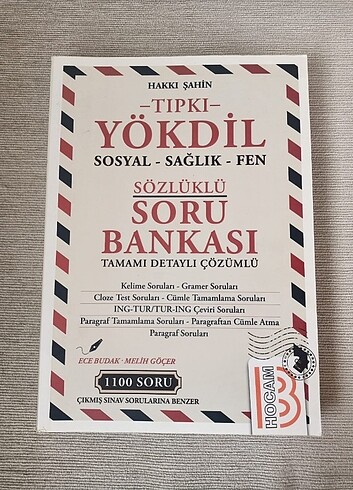 HAKKI ŞAHİN
–TIPKI–
YÖKDİL
SOSYAL - SAĞLIK - FEN
SÖZLÜKLÜ
SORU
BANKASI
TAMAMI DETAYLI ÇÖZÜMLÜ
Kelime Soruları - Gramer Soruları
Cloze Test Soruları - Cümle Tamamlama Soruları
ING-TUR/TUR-ING Çeviri Soruları
Paragraf Tamamlama Soruları - Paragraftan Cümle Atma
Paragraf Soruları
ECE BUDAK - MELİH GÖÇER
1100 SORU
ÇIKMIŞ SINAV SORULARINA BENZER
HOCAM